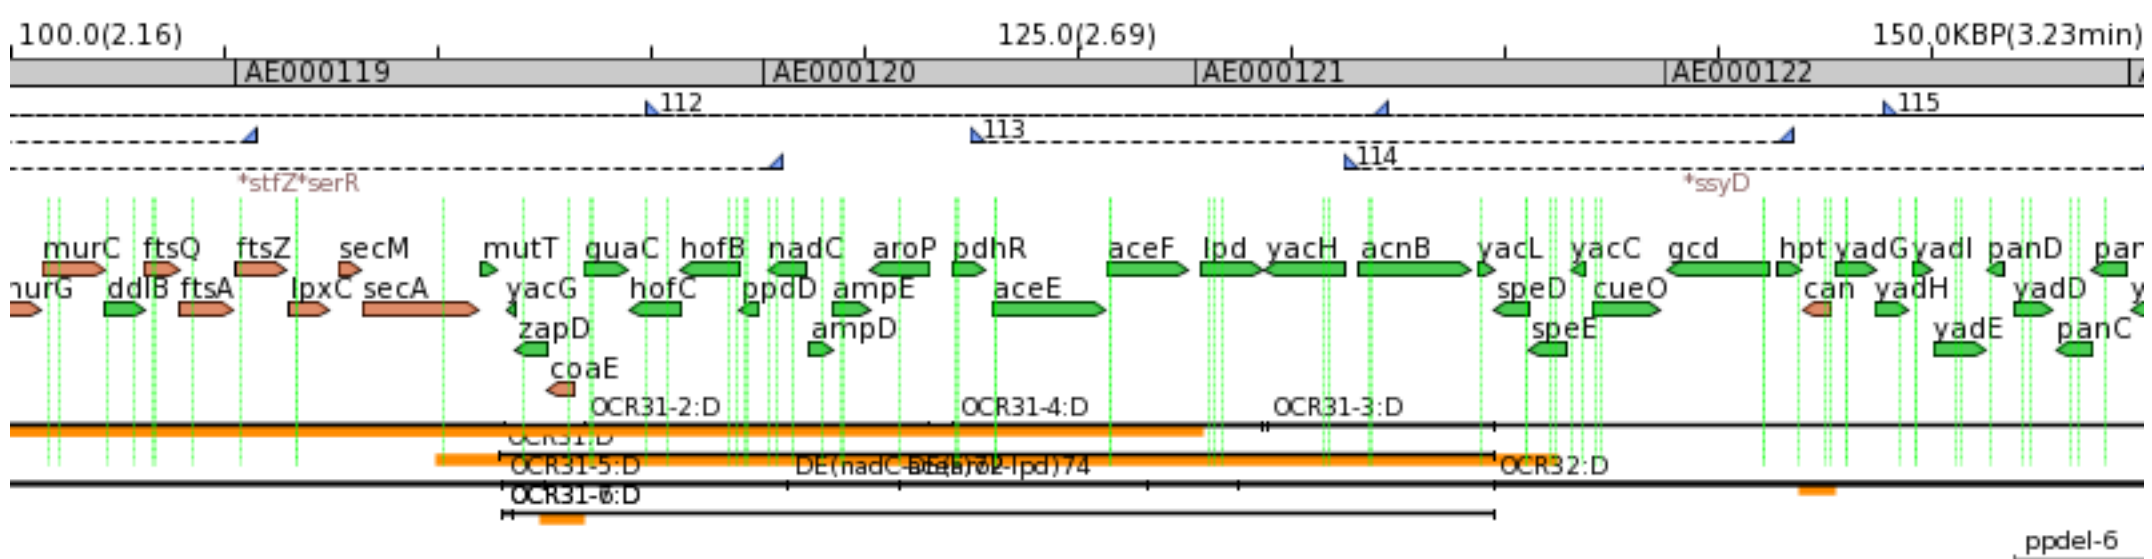 100.0(2.16) 125.0(2.69) 150.0KBP(3.23min)
AE000119 AE000120 AE000121 AE000122
112 115
113
114
*stfZ*serR *ssyD
murC ftsQ ftsZ secM mutT guaC hofB nadC aroP pdhR aceF lpd yacH acnB yacL yacC gcd hpt yadG yadI panD
ddlB ftsA lpxC secA yacG hofC ppdD ampE aceE speD cueO can yadH yadD
zapD ampD speE yadE panC
coaE
OCR31-2:D OCR31-4:D OCR31-3:D
OCR31:D
OCR31-5:D OCR32:D
ppdel-6